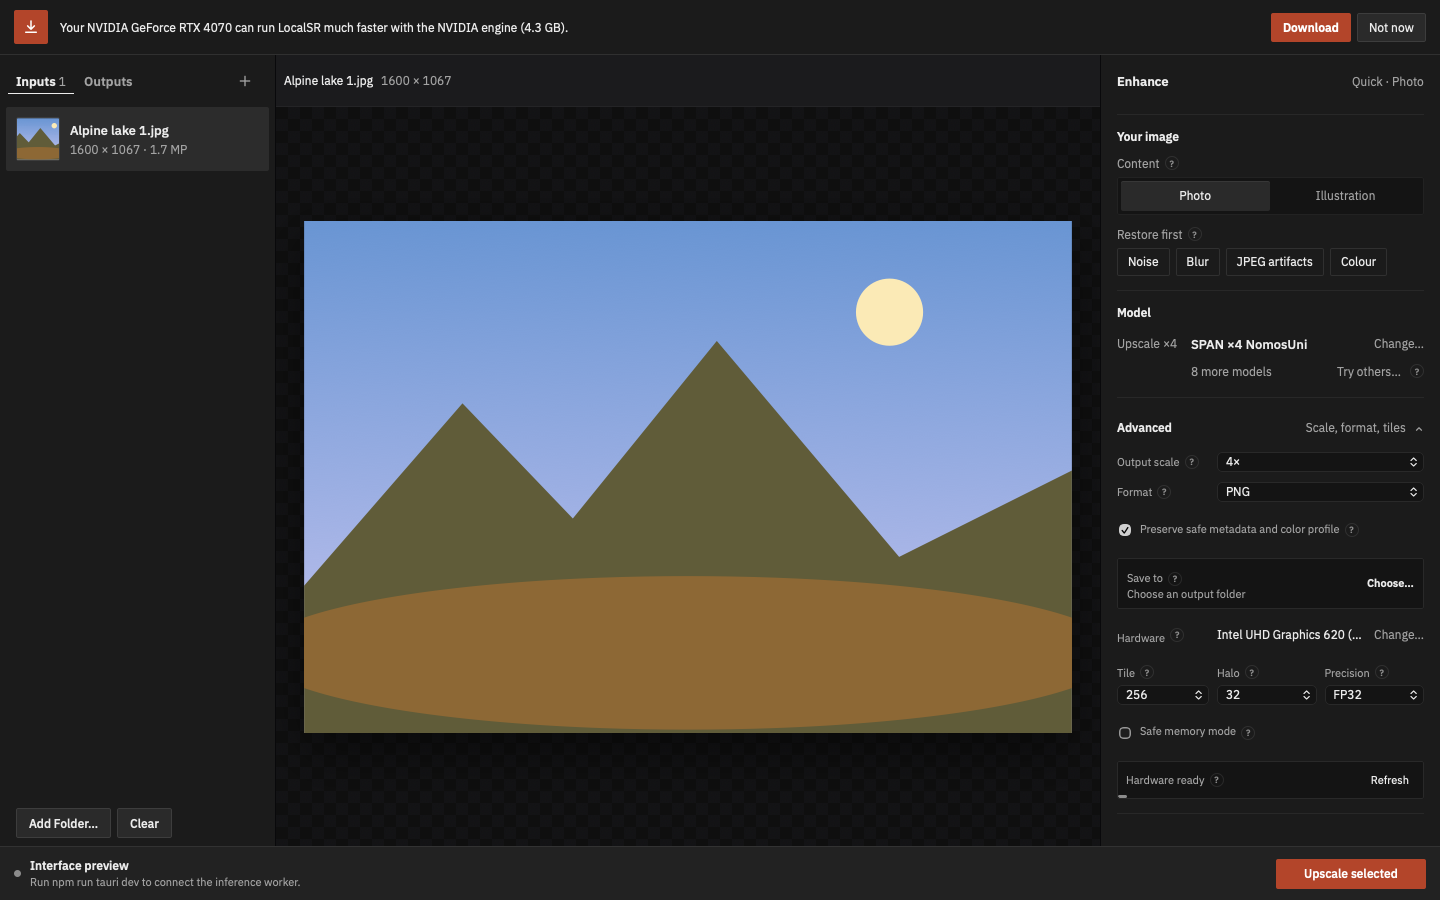 Your NVIDIA GeForce RTX 4070 can run LocalSR much faster with the NVIDIA engine (4.3 GB).
Download
Not now
Inputs 1
Outputs
Alpine lake 1.jpg
1600 × 1067 · 1.7 MP
Add Folder...
Clear
Alpine lake 1.jpg 1600 × 1067
Enhance
Quick · Photo
Your image
Content ?
Photo
Illustration
Restore first ?
Noise
Blur
JPEG artifacts
Colour
Model
Upscale ×4 SPAN ×4 NomosUni Change...
8 more models Try others... ?
Advanced Scale, format, tiles
Output scale ? 4×
Format ? PNG
Preserve safe metadata and color profile ?
Save to ?
Choose an output folder
Choose...
Hardware ? Intel UHD Graphics 620 (... Change...
Tile ? Halo ? Precision ?
256 32 FP32
Safe memory mode ?
Hardware ready ? Refresh
Interface preview
Run npm run tauri dev to connect the inference worker.
Upscale selected